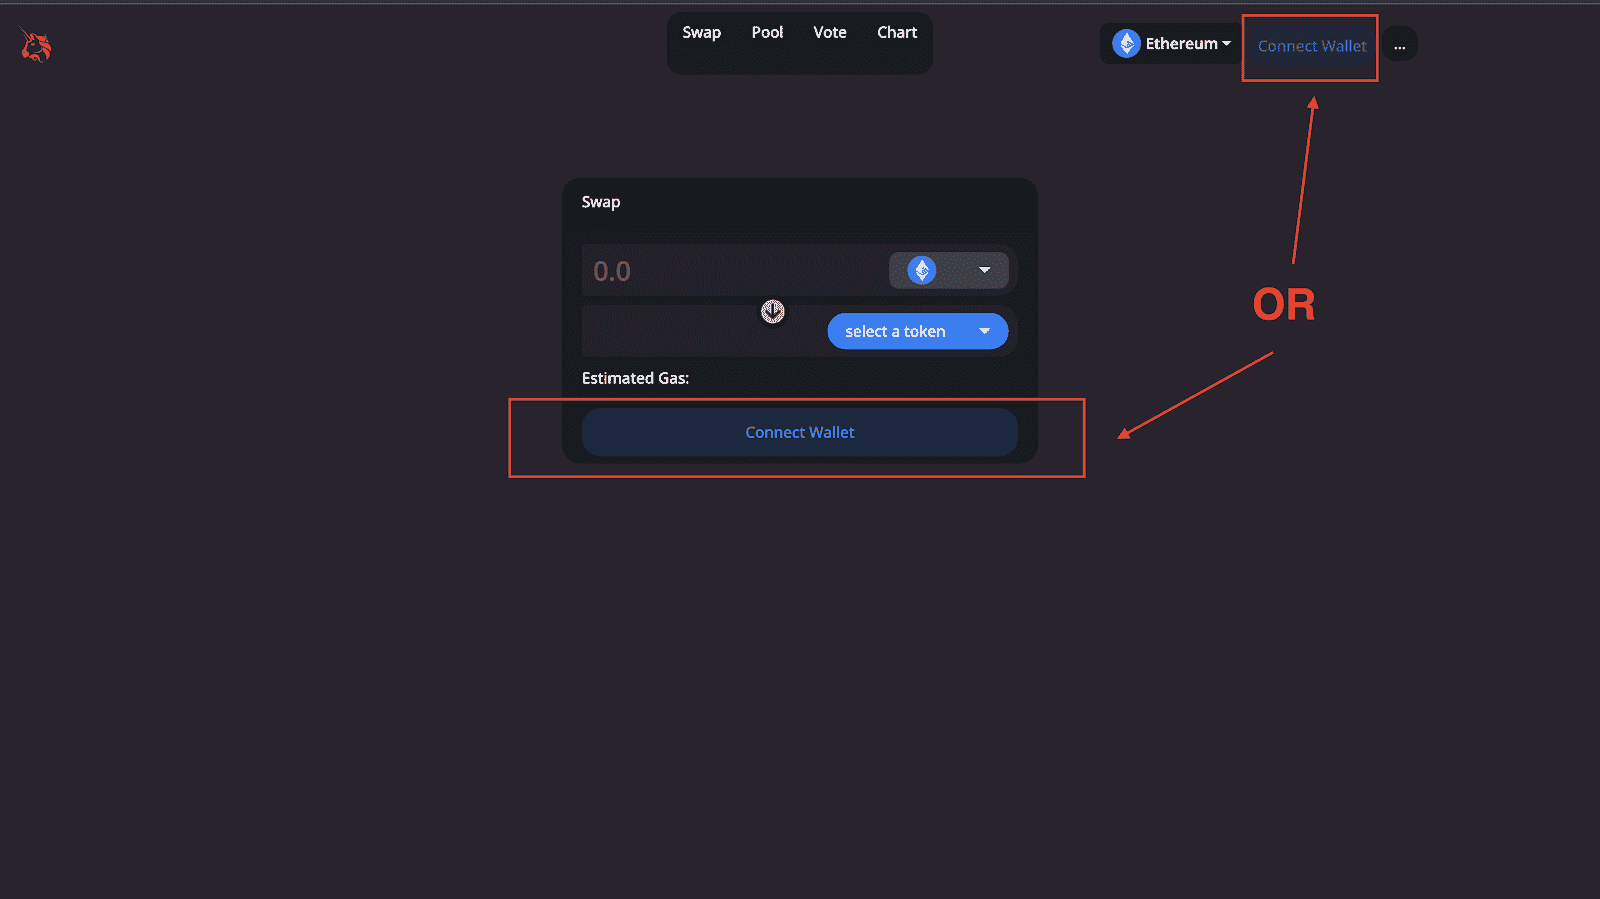 Swap Pool Vote Chart
Ethereum
Connect Wallet
...
Swap
0.0
OR
select a token
Estimated Gas:
Connect Wallet